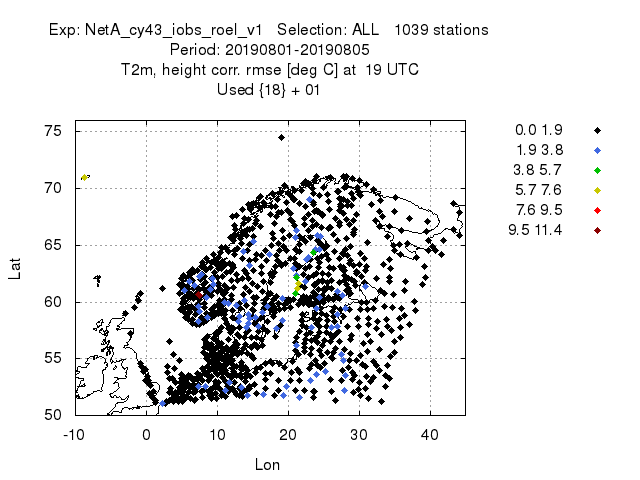 Exp: NetA_cy43_iobs_roel_v1 Selection: ALL 1039 stations
Period: 20190801-20190805
T2m, height corr. rmse [deg C] at 19 UTC
Used {18} + 01
0.0 1.9
1.9 3.8
3.8 5.7
5.7 7.6
7.6 9.5
9.5 11.4
75
70
65
60
55
50
Lat
-10 0 10 20 30 40
Lon